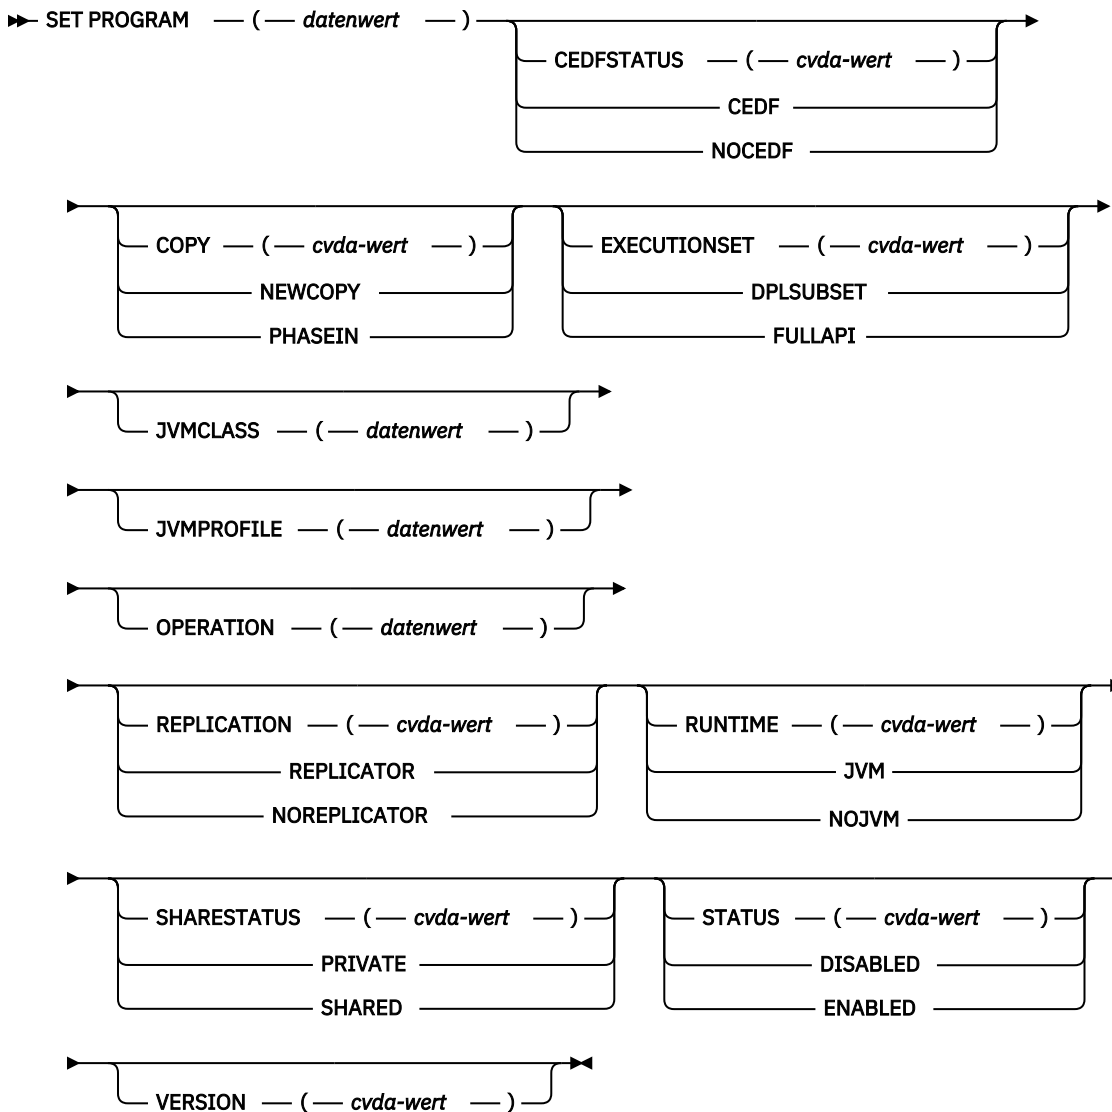 SET PROGRAM ( datenwert )
CEDFSTATUS ( cvda-wert )
CEDF
NOCEDF
COPY ( cvda-wert )
NEWCOPY
PHASEIN
EXECUTIONSET ( cvda-wert )
DPLSUBSET
FULLAPI
JVMCLASS ( datenwert )
JVMPROFILE ( datenwert )
OPERATION ( datenwert )
REPLICATION ( cvda-wert )
REPLICATOR
NOREPLICATOR
RUNTIME ( cvda-wert )
JVM
NOJVM
SHARESTATUS ( cvda-wert )
PRIVATE
SHARED
STATUS ( cvda-wert )
DISABLED
ENABLED
VERSION ( cvda-wert )